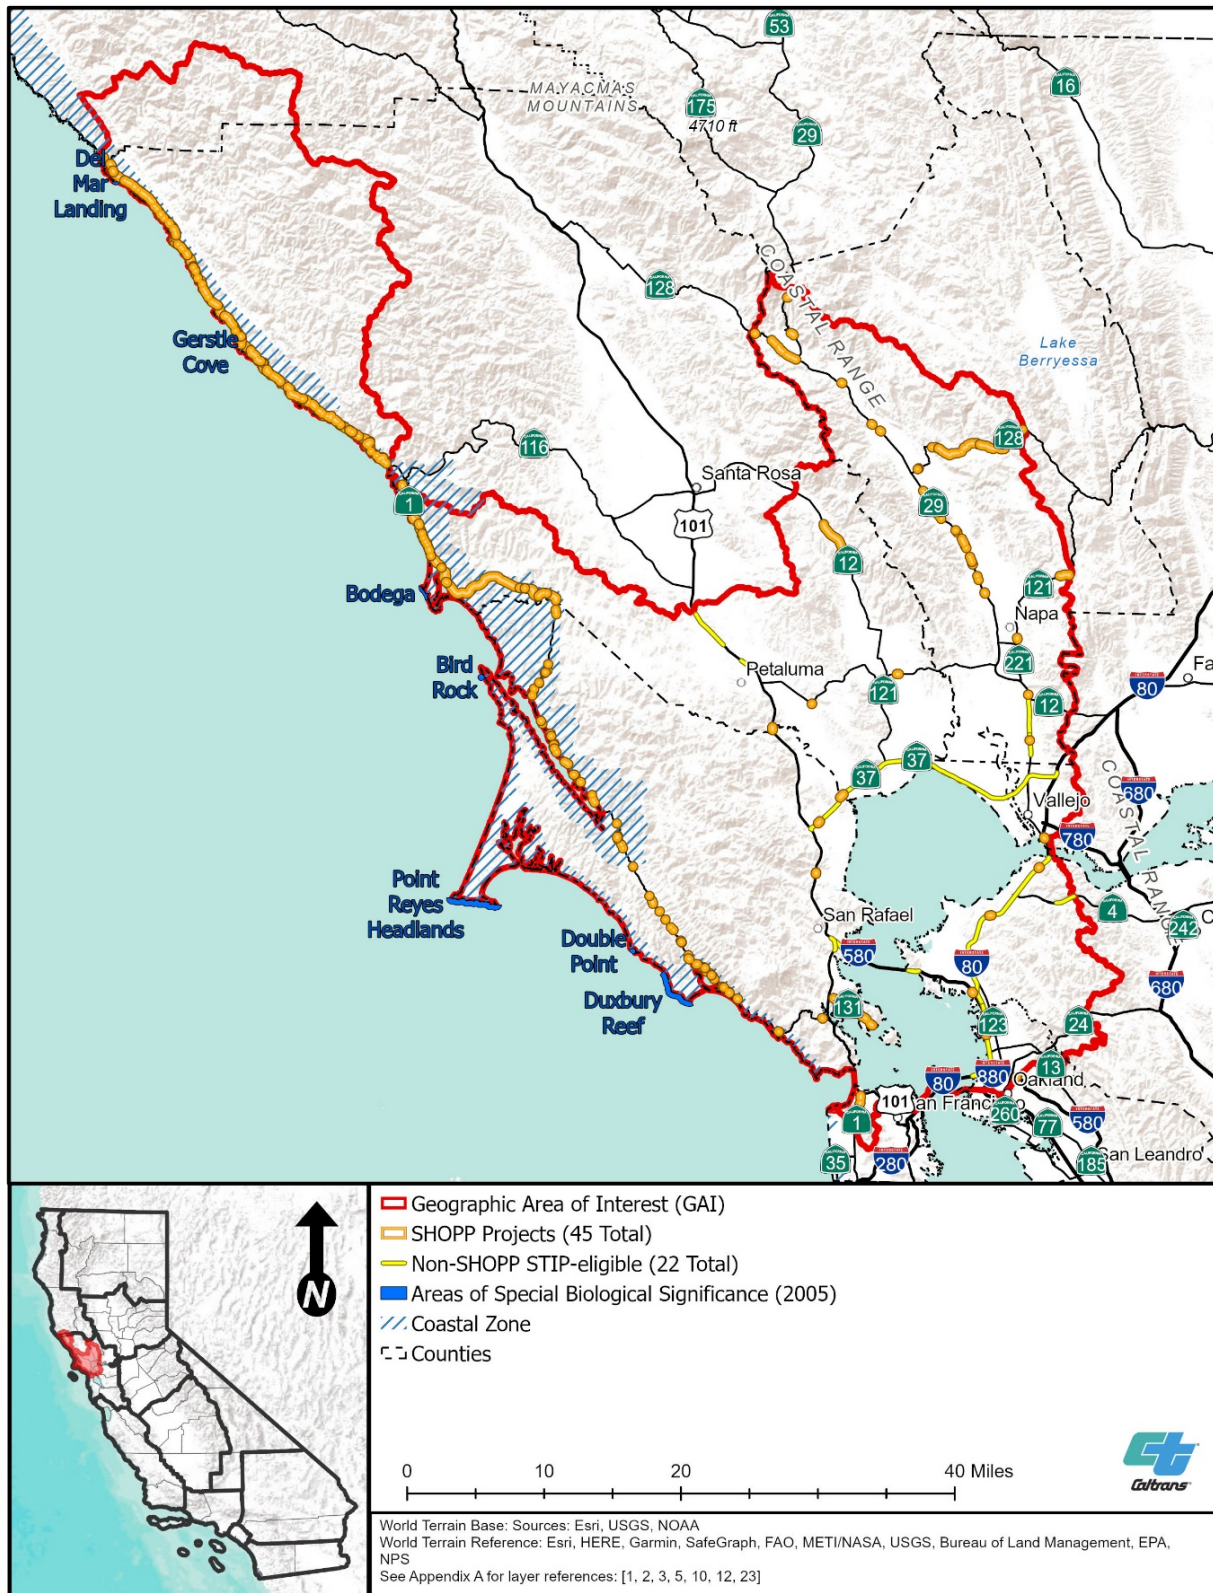 53
MAYACMAS
MOUNTAINS
CALIFORNIA
175
4710 ft
16
29
Del
Mar
Landing
COASTAL RANGE
128
Gerstle
Cove
Lake
Berryessa
128
116
Santa Rosa
1
101
29
12
121
Bodega
Napa
221
Bird
Rock
Petaluma
121
12
80
Fa
37
37
680
COASTAL RANGE
Vallejo
780
Point
Reyes
Headlands
San Rafael
4
242
Double
Point
580
80
680
Duxbury
Reef
131
123
24
13
80
880
Oakland
101
an Francisco
1
260
77
580
35
280
185
San Leandro
N
Geographic Area of Interest (GAI)
SHOPP Projects (45 Total)
Non-SHOPP STIP-eligible (22 Total)
Areas of Special Biological Significance (2005)
Coastal Zone
Counties
0 10 20 40 Miles
Caltrans
World Terrain Base: Sources: Esri, USGS, NOAA
World Terrain Reference: Esri, HERE, Garmin, SafeGraph, FAO, METI/NASA, USGS, Bureau of Land Management, EPA,
NPS
See Appendix A for layer references: [1, 2, 3, 5, 10, 12, 23]